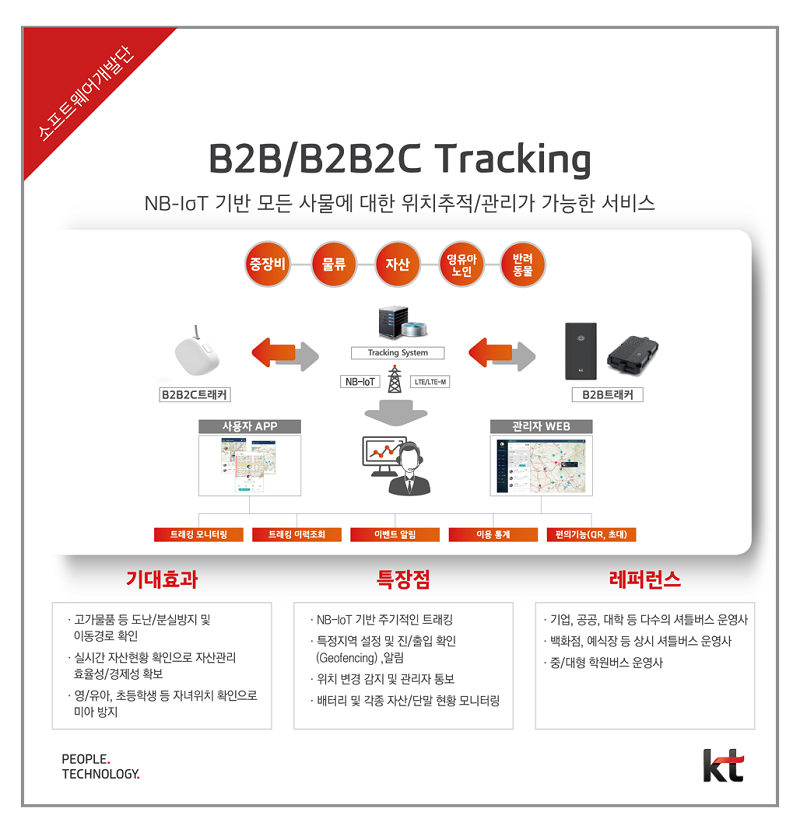 소프트웨어개발단
B2B/B2B2C Tracking
NB-IoT 기반 모든 사물에 대한 위치추적/관리가 가능한 서비스
중장비
물류
자산
영유아
노인
반려
동물
Tracking System
NB-IoT
LTE/LTE-M
B2B2C트래커
B2B트래커
사용자 APP
관리자 WEB
트래킹 모니터링
트래킹 이력조회
이벤트 알림
이용 통계
편의기능(QR, 초대)
기대효과
· 고가물품 등 도난/분실방지 및
이동경로 확인
· 실시간 자산현황 확인으로 자산관리
효율성/경제성 확보
· 영/유아, 초등학생 등 자녀위치 확인으로
미아 방지
특장점
· NB-IoT 기반 주기적인 트래킹
· 특정지역 설정 및 진/출입 확인
(Geofencing) ,알림
· 위치 변경 감지 및 관리자 통보
· 배터리 및 각종 자산/단말 현황 모니터링
레퍼런스
· 기업, 공공, 대학 등 다수의 셔틀버스 운영사
· 백화점, 예식장 등 상시 셔틀버스 운영사
· 중/대형 학원버스 운영사
PEOPLE.
TECHNOLOGY.
kt